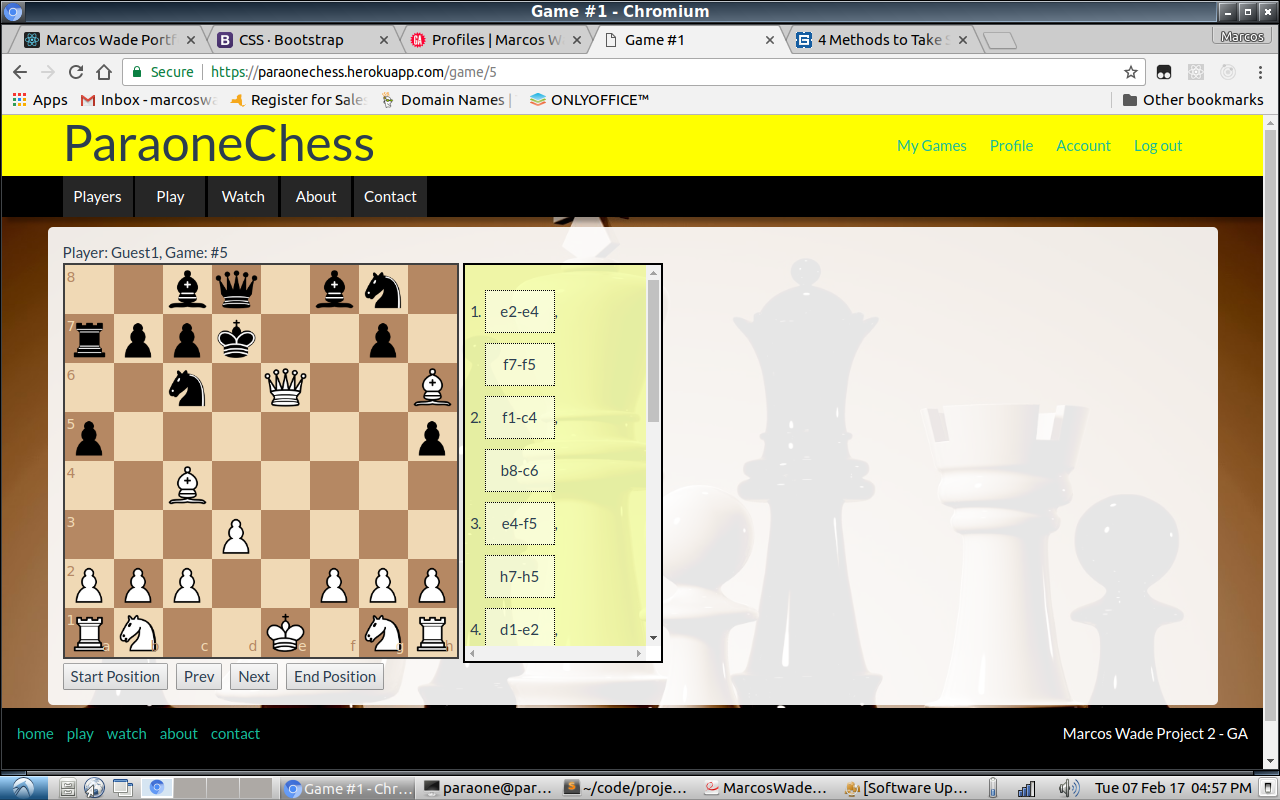 Game #1 - Chromium
Marcos Wade Portf
CSS · Bootstrap
Profiles | Marcos W
Game #1
4 Methods to Take S
Marcos
Secure https://paraonechess.herokuapp.com/game/5
Apps Inbox - marcoswa Register for Sales Domain Names | ONLYOFFICE™ Other bookmarks
ParaoneChess
My Games Profile Account Log out
Players Play Watch About Contact
Player: Guest1, Game: #5
8
7
6
5
4
3
2
1
a b c d e f g h
1. e2-e4 ,
f7-f5
2. f1-c4 ,
b8-c6
3. e4-f5 ,
h7-h5
4. d1-e2 ,
Start Position Prev Next End Position
home play watch about contact
Marcos Wade Project 2 - GA
Game #1 - Chr... paraone@par... ~/code/proje... MarcosWade... [Software Up... Tue 07 Feb 17 04:57 PM